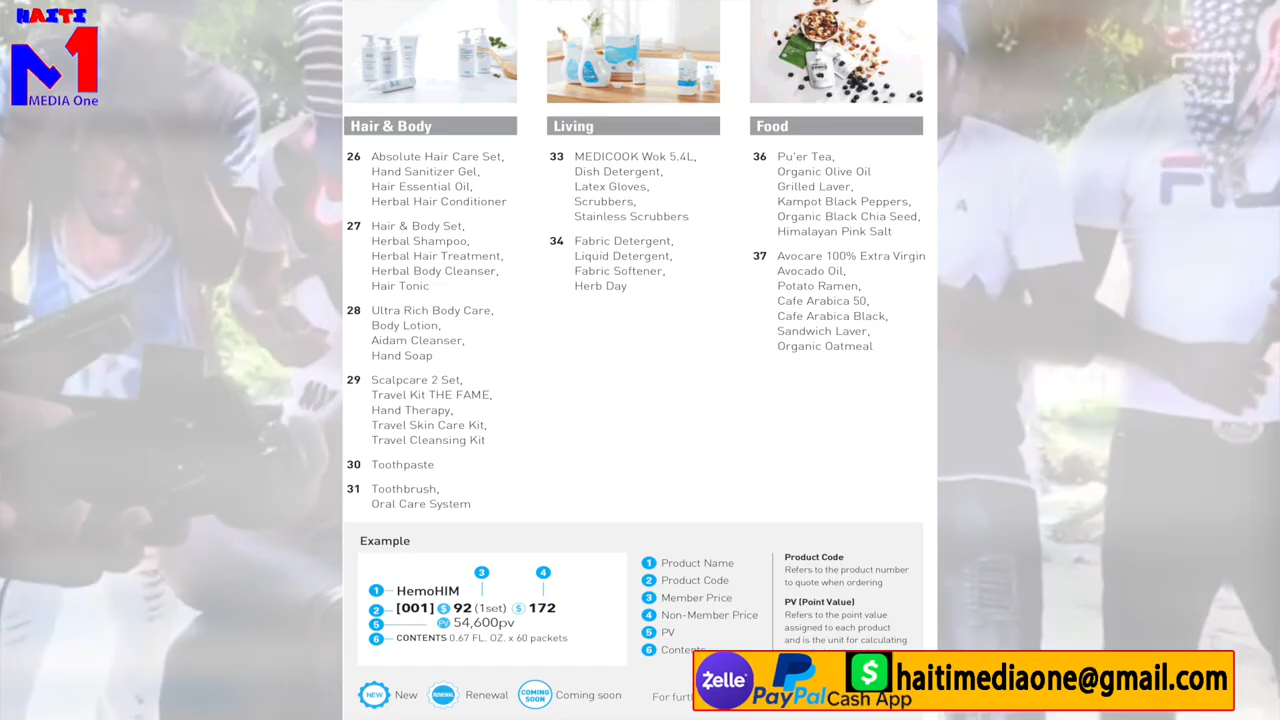 HAITI
M1
MEDIA One
Hair & Body
26 Absolute Hair Care Set,
Hand Sanitizer Gel,
Hair Essential Oil,
Herbal Hair Conditioner
27 Hair & Body Set,
Herbal Shampoo,
Herbal Hair Treatment,
Herbal Body Cleanser,
Hair Tonic
28 Ultra Rich Body Care,
Body Lotion,
Aidam Cleanser,
Hand Soap
29 Scalpcare 2 Set,
Travel Kit THE FAME,
Hand Therapy,
Travel Skin Care Kit,
Travel Cleansing Kit
30 Toothpaste
31 Toothbrush,
Oral Care System
Living
33 MEDICOOK Wok 5.4L,
Dish Detergent,
Latex Gloves,
Scrubbers,
Stainless Scrubbers
34 Fabric Detergent,
Liquid Detergent,
Fabric Softener,
Herb Day
Food
36 Pu'er Tea,
Organic Olive Oil
Grilled Laver,
Kampot Black Peppers,
Organic Black Chia Seed,
Himalayan Pink Salt
37 Avocare 100% Extra Virgin
Avocado Oil,
Potato Ramen,
Cafe Arabica 50,
Cafe Arabica Black,
Sandwich Laver,
Organic Oatmeal
Example
3 4
1 HemoHIM
2 [001] $ 92 (1set) $ 172
5 PV 54,600pv
6 CONTENTS 0.67 FL. OZ. x 60 packets
1 Product Name
2 Product Code
3 Member Price
4 Non-Member Price
5 PV
6 Contents
Product Code
Refers to the product number
to quote when ordering
PV (Point Value)
Refers to the point value
assigned to each product
and is the unit for calculating
NEW New
RENEWAL Renewal
COMING SOON Coming soon
For furt
Zelle
PayPal
$
Cash App
haitimediaone@gmail.com
FILA